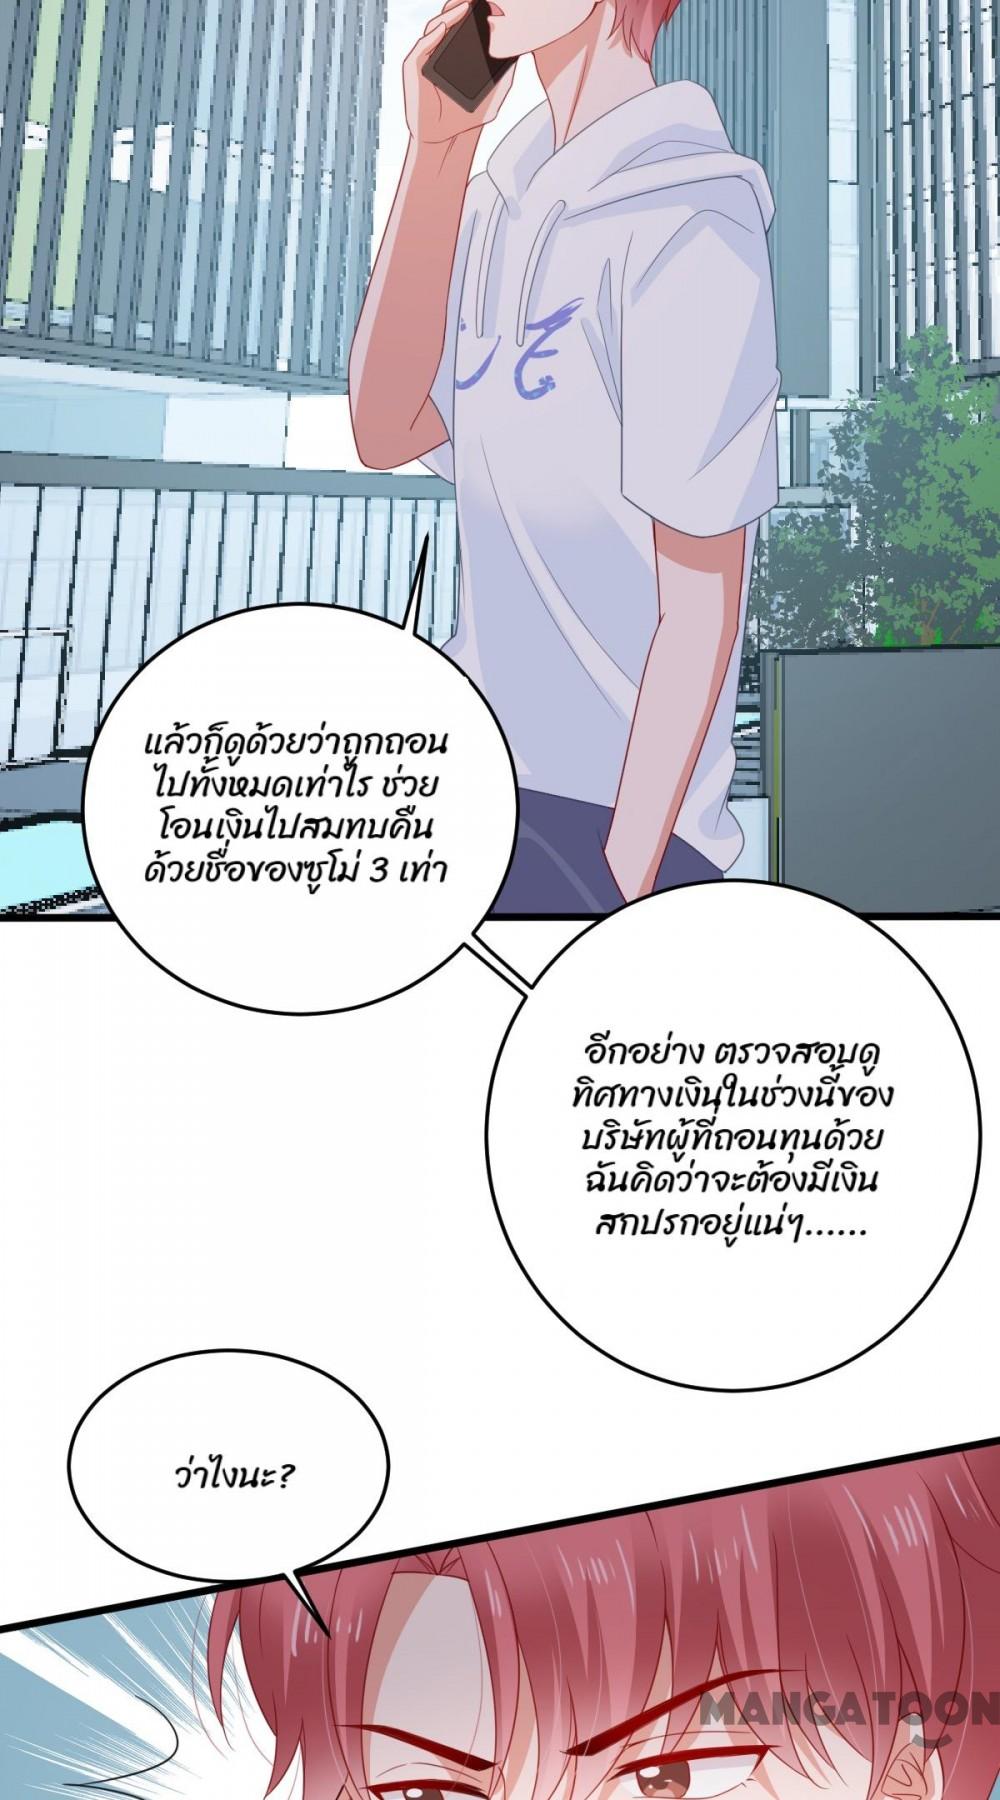 แล้วก็ดูด้วยว่าถูกถอน
ไปทั้งหมดเท่าไร ช่วย
โอนเงินไปสมทบคืน
ด้วยชื่อของซูโม่ 3 เท่า
อีกอย่าง ตรวจสอบดู
ทิศทางเงินในช่วงนี้ของ
บริษัทผู้ที่ถอนทุนด้วย
ฉันคิดว่าจะต้องมีเงิน
สกปรกอยู่แน่ๆ......
ว่าไงนะ?
MANGATOON